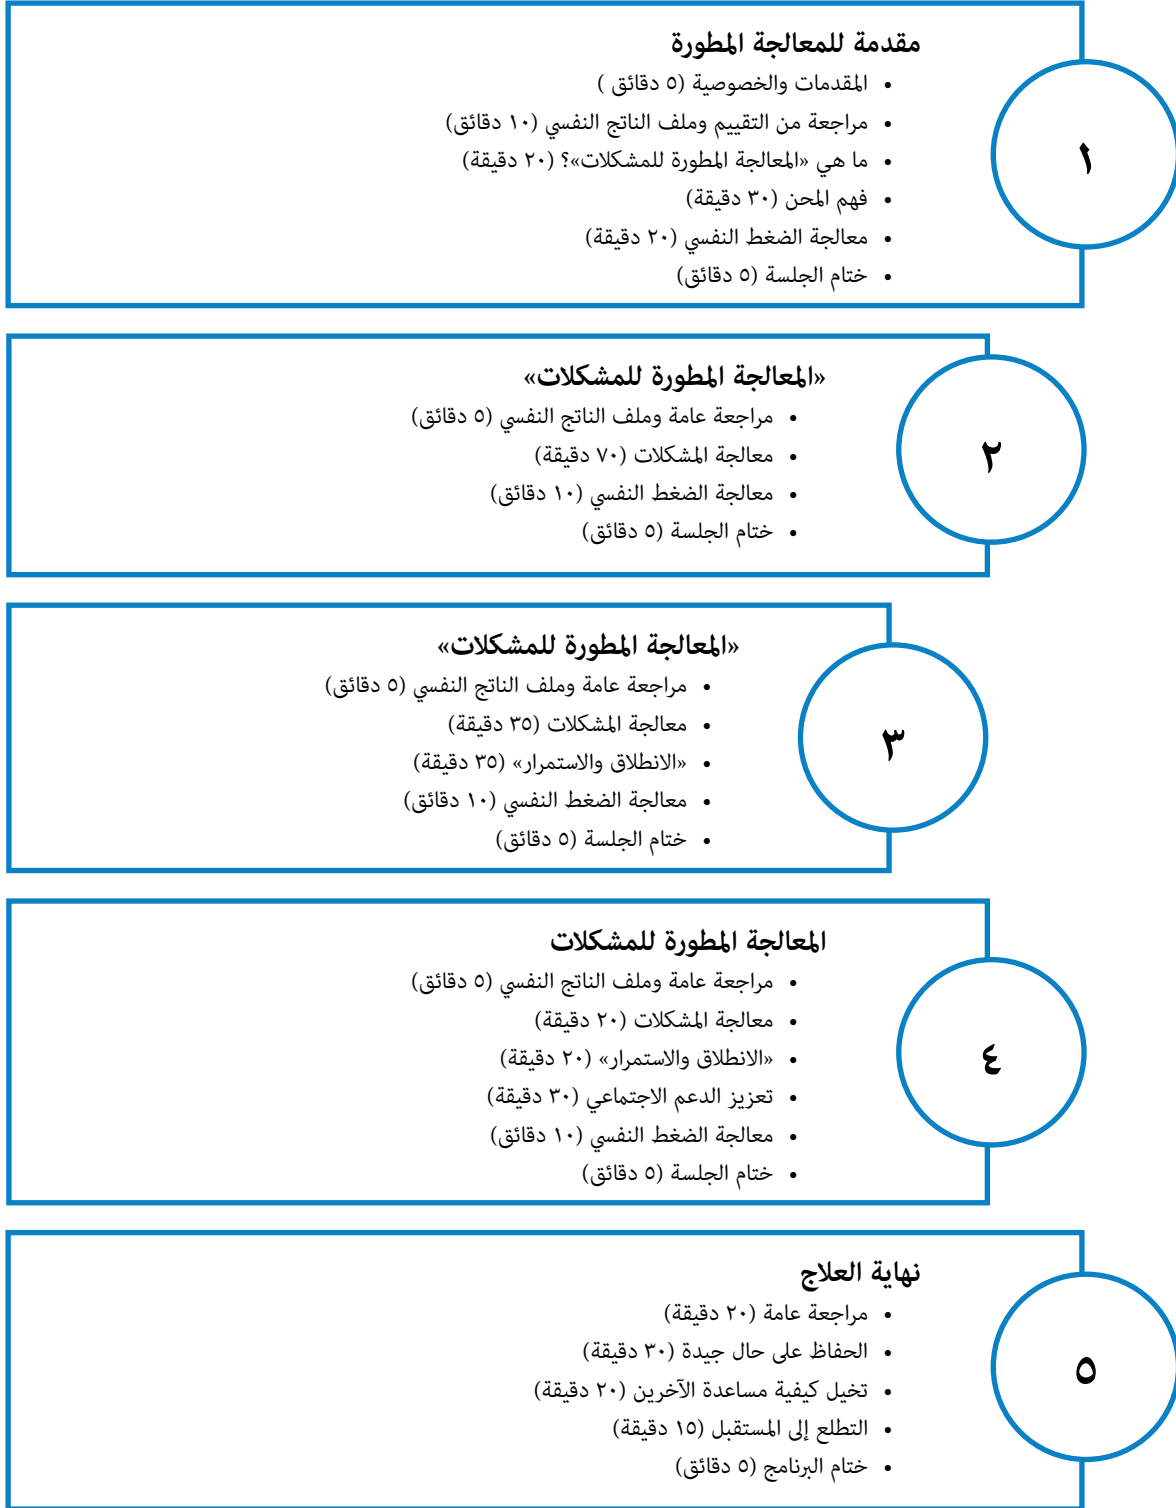 مقدمة للمعالجة المطورة
• المقدمات والخصوصية (٥ دقائق )
• مراجعة من التقييم وملف الناتج النفسي (١٠ دقائق)
• ما هي «المعالجة المطورة للمشكلات»؟ (٢٠ دقيقة)
• فهم المحن (٣٠ دقيقة)
• معالجة الضغط النفسي (٢٠ دقيقة)
• ختام الجلسة (٥ دقائق)
١
«المعالجة المطورة للمشكلات»
• مراجعة عامة وملف الناتج النفسي (٥ دقائق)
• معالجة المشكلات (٧٠ دقيقة)
• معالجة الضغط النفسي (١٠ دقائق)
• ختام الجلسة (٥ دقائق)
٢
«المعالجة المطورة للمشكلات»
• مراجعة عامة وملف الناتج النفسي (٥ دقائق)
• معالجة المشكلات (٣٥ دقيقة)
• «الانطلاق والاستمرار» (٣٥ دقيقة)
• معالجة الضغط النفسي (١٠ دقائق)
• ختام الجلسة (٥ دقائق)
٣
المعالجة المطورة للمشكلات
• مراجعة عامة وملف الناتج النفسي (٥ دقائق)
• معالجة المشكلات (٢٠ دقيقة)
• «الانطلاق والاستمرار» (٢٠ دقيقة)
• تعزيز الدعم الاجتماعي (٣٠ دقيقة)
• معالجة الضغط النفسي (١٠ دقائق)
• ختام الجلسة (٥ دقائق)
٤
نهاية العلاج
• مراجعة عامة (٢٠ دقيقة)
• الحفاظ على حال جيدة (٣٠ دقيقة)
• تخيل كيفية مساعدة الآخرين (٢٠ دقيقة)
• التطلع إلى المستقبل (١٥ دقيقة)
• ختام البرنامج (٥ دقائق)
٥